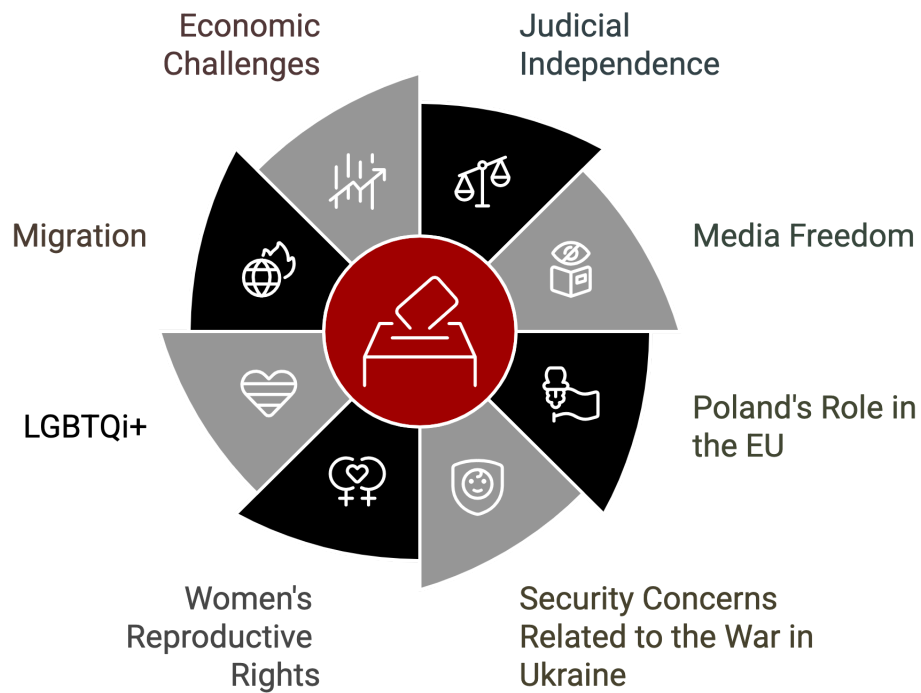 Economic
Challenges
Judicial
Independence
Migration
Media Freedom
LGBTQi+
Poland's Role in
the EU
Women's
Reproductive
Rights
Security Concerns
Related to the War in
Ukraine